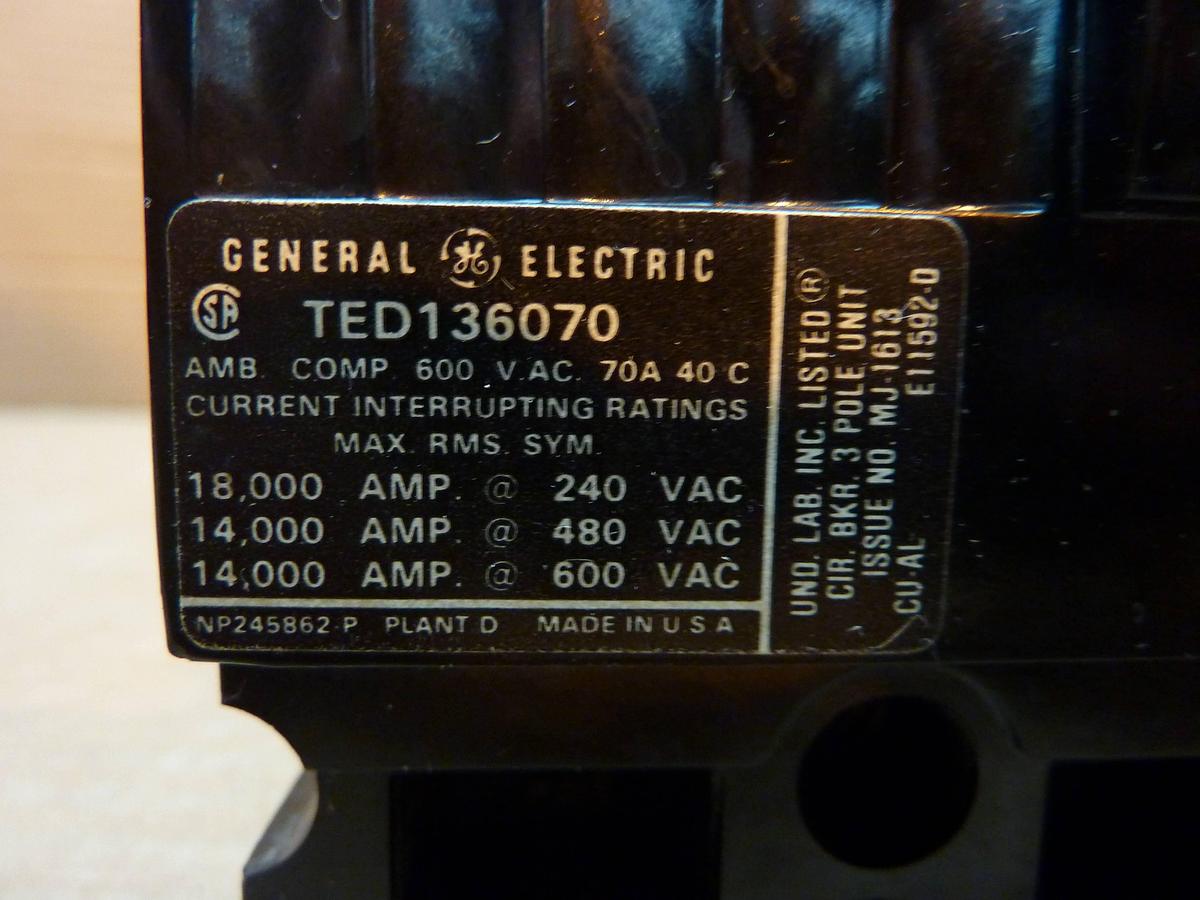 GENERAL GE ELECTRIC
SA TED136070
AMB. COMP. 600 V.AC. 70A 40 C
CURRENT INTERRUPTING RATINGS
MAX. RMS. SYM.
18,000 AMP. @ 240 VAC
14,000 AMP. @ 480 VAC
14,000 AMP. @ 600 VAC
NP245862-P PLANT D MADE IN U.S.A
UND. LAB. INC. LISTED®
CIR. BKR. 3 POLE UNIT
ISSUE NO. MJ-1613
CU-AL E11592-D